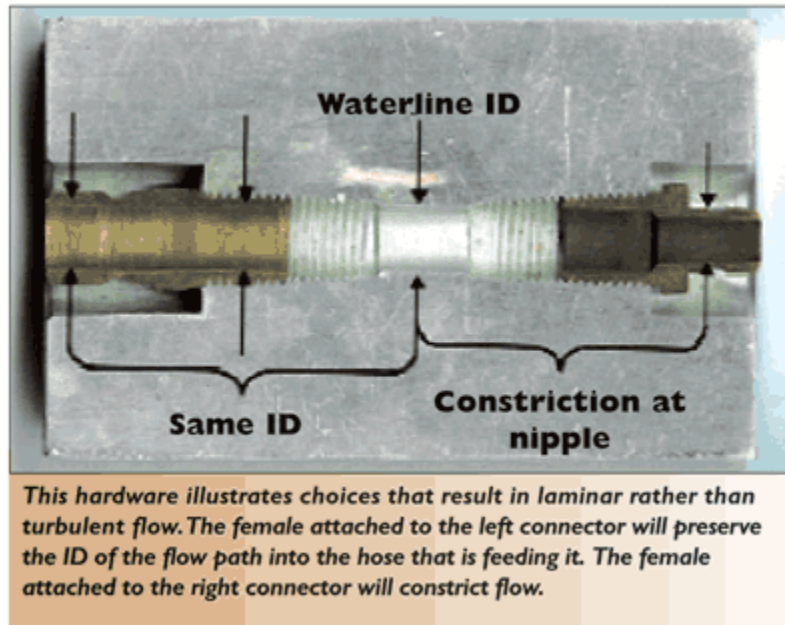 Waterline ID
Same ID
Constriction at
nipple
This hardware illustrates choices that result in laminar rather than
turbulent flow. The female attached to the left connector will preserve
the ID of the flow path into the hose that is feeding it. The female
attached to the right connector will constrict flow.